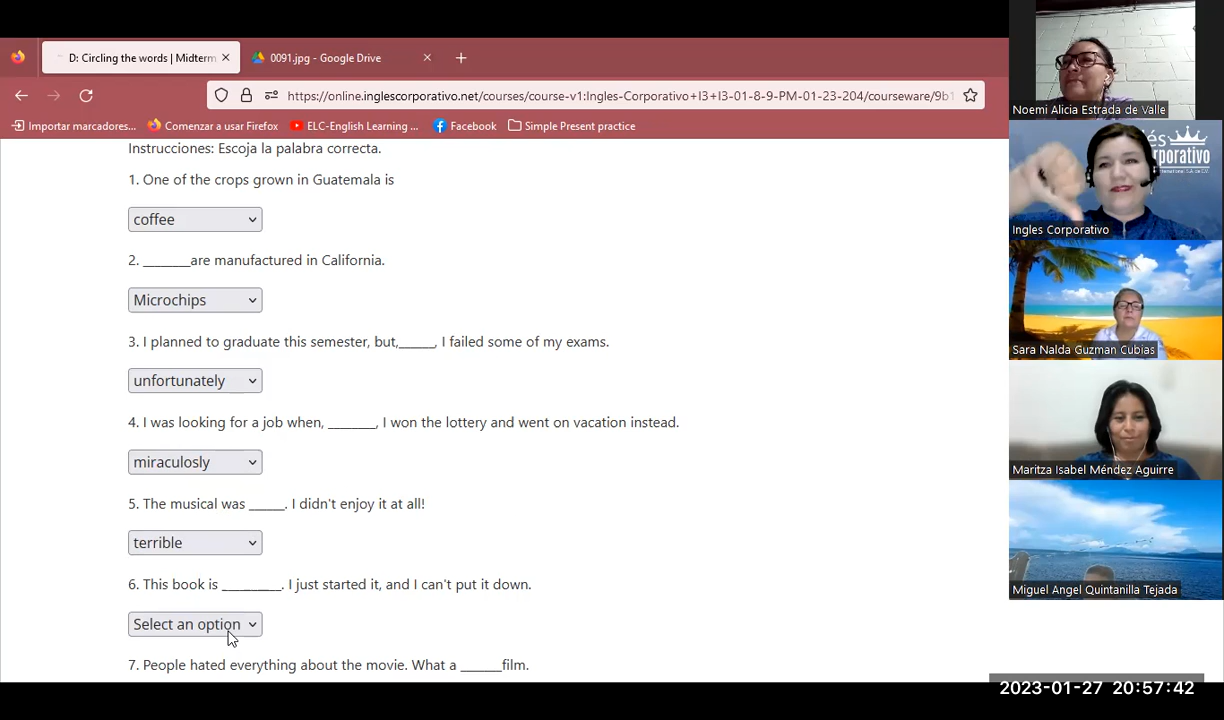 D: Circling the words | Midterm
0091.jpg - Google Drive
https://online.inglescorporativo.net/courses/course-v1:Ingles-Corporativo+I3+I3-01-8-9-PM-01-23-204/courseware/9b1
Importar marcadores...
Comenzar a usar Firefox
ELC-English Learning ...
Facebook
Simple Present practice
Instrucciones: Escoja la palabra correcta.
1. One of the crops grown in Guatemala is
coffee
2. ________are manufactured in California.
Microchips
3. I planned to graduate this semester, but,______, I failed some of my exams.
unfortunately
4. I was looking for a job when, ________, I won the lottery and went on vacation instead.
miraculosly
5. The musical was ______. I didn't enjoy it at all!
terrible
6. This book is __________. I just started it, and I can't put it down.
Select an option
7. People hated everything about the movie. What a _______film.
Noemi Alicia Estrada de Valle
Ingles Corporativo
Sara Nalda Guzman Cubias
Maritza Isabel Méndez Aguirre
Miguel Angel Quintanilla Tejada
2023-01-27 20:57:42